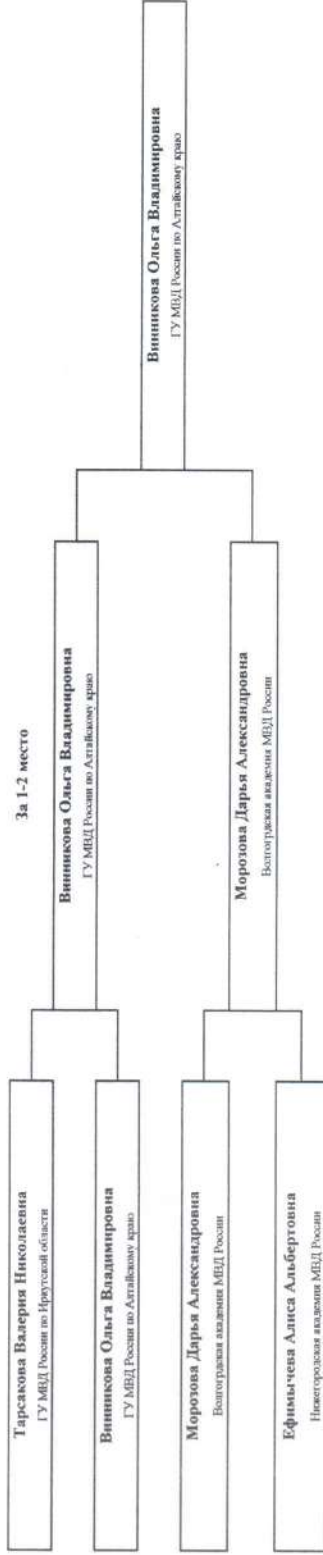 За 1-2 место
Тарсакова Валерия Николаевна
ГУ МВД России по Иркутской области
Винникова Ольга Владимировна
ГУ МВД России по Алтайскому краю
Морозова Дарья Александровна
Волгоградская академия МВД России
Ефимычева Алиса Альбертовна
Нижегородская академия МВД России
Винникова Ольга Владимировна
ГУ МВД России по Алтайскому краю
Морозова Дарья Александровна
Волгоградская академия МВД России
Винникова Ольга Владимировна
ГУ МВД России по Алтайскому краю